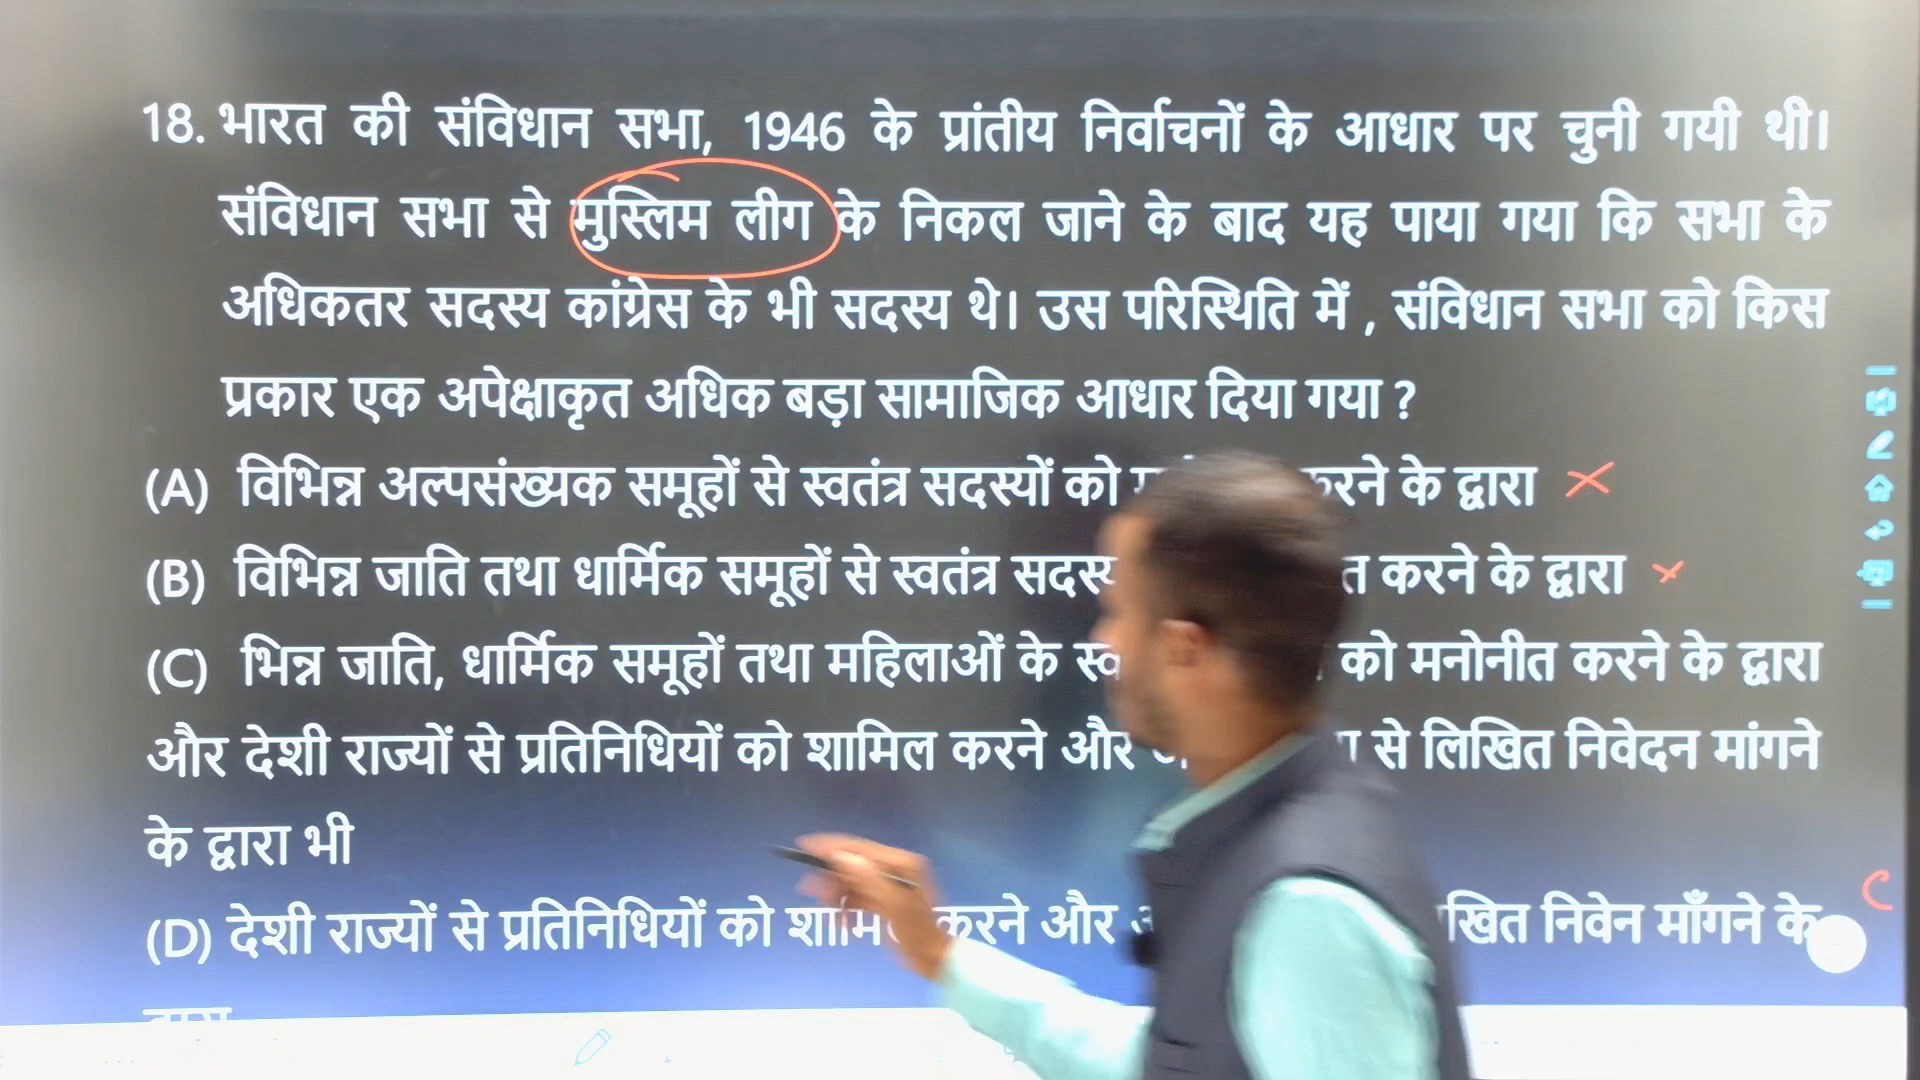 18. भारत की संविधान सभा, 1946 के प्रांतीय निर्वाचनों के आधार पर चुनी गयी थी।
संविधान सभा से मुस्लिम लीग के निकल जाने के बाद यह पाया गया कि सभा के
अधिकतर सदस्य कांग्रेस के भी सदस्य थे। उस परिस्थिति में , संविधान सभा को किस
प्रकार एक अपेक्षाकृत अधिक बड़ा सामाजिक आधार दिया गया ?
(A) विभिन्न अल्पसंख्यक समूहों से स्वतंत्र सदस्यों को करने के द्वारा
(B) विभिन्न जाति तथा धार्मिक समूहों से स्वतंत्र करने के द्वारा
(C) भिन्न जाति, धार्मिक समूहों तथा महिलाओं के को मनोनीत करने के द्वारा
और देशी राज्यों से प्रतिनिधियों को शामिल करने और से लिखित निवेदन मांगने
के द्वारा भी
(D) देशी राज्यों से प्रतिनिधियों को करने और निवेन माँगने के